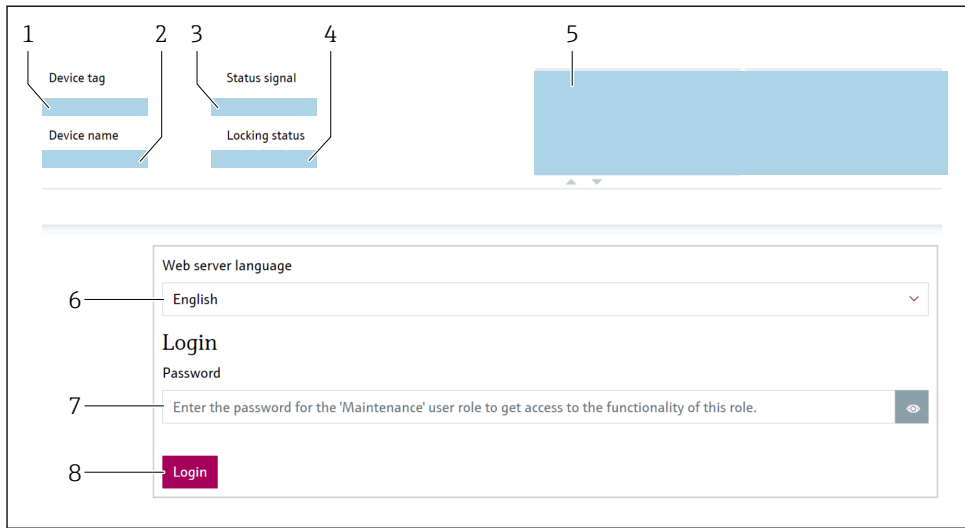 1 2 3 4 5
Device tag Status signal
Device name Locking status
Web server language
6 English
Login
Password
7 Enter the password for the 'Maintenance' user role to get access to the functionality of this role.
8 Login